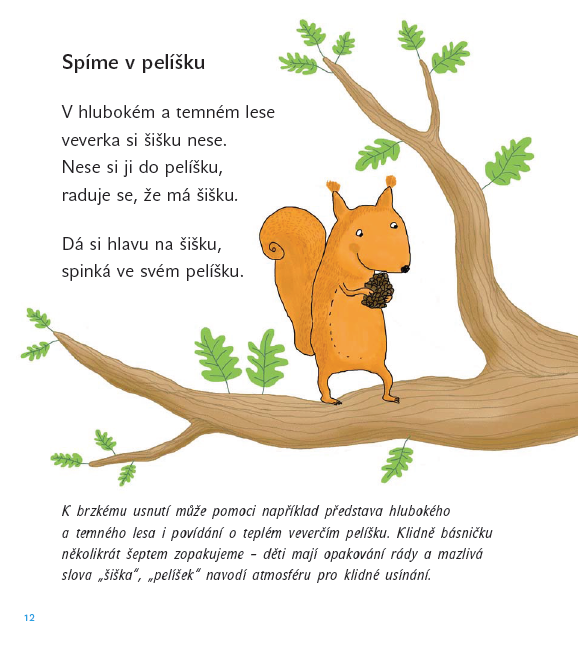 Spíme v pelíšku
V hlubokém a temném lese
veverka si šišku nese.
Nese si ji do pelíšku,
raduje se, že má šišku.
Dá si hlavu na šišku,
spinká ve svém pelíšku.
K brzkému usnutí může pomoci například představa hlubokého
a temného lesa i povídání o teplém veverčím pelíšku. Klidně básničku
několikrát šeptem zopakujeme – děti mají opakování rády a mazlivá
slova „šiška“, „pelíšek“ navodí atmosféru pro klidné usínání.
12